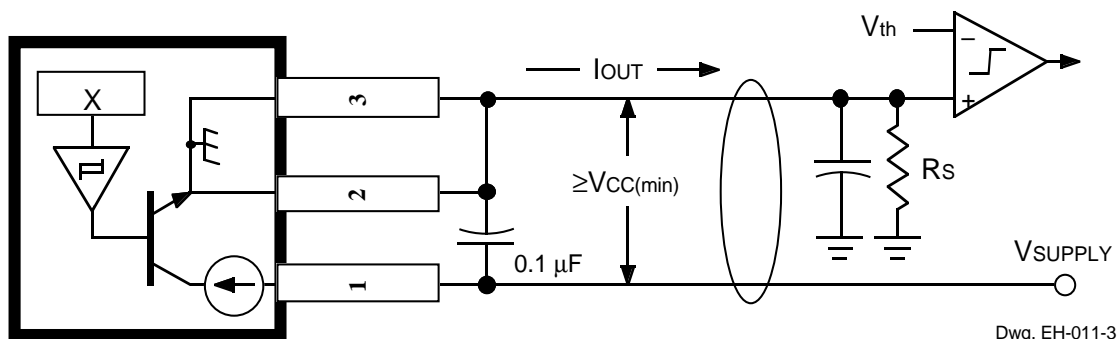 Vth
−
+
IOUT
X
3
2
1
≥VCC(min)
0.1 µF
RS
VSUPPLY
Dwg. EH-011-3